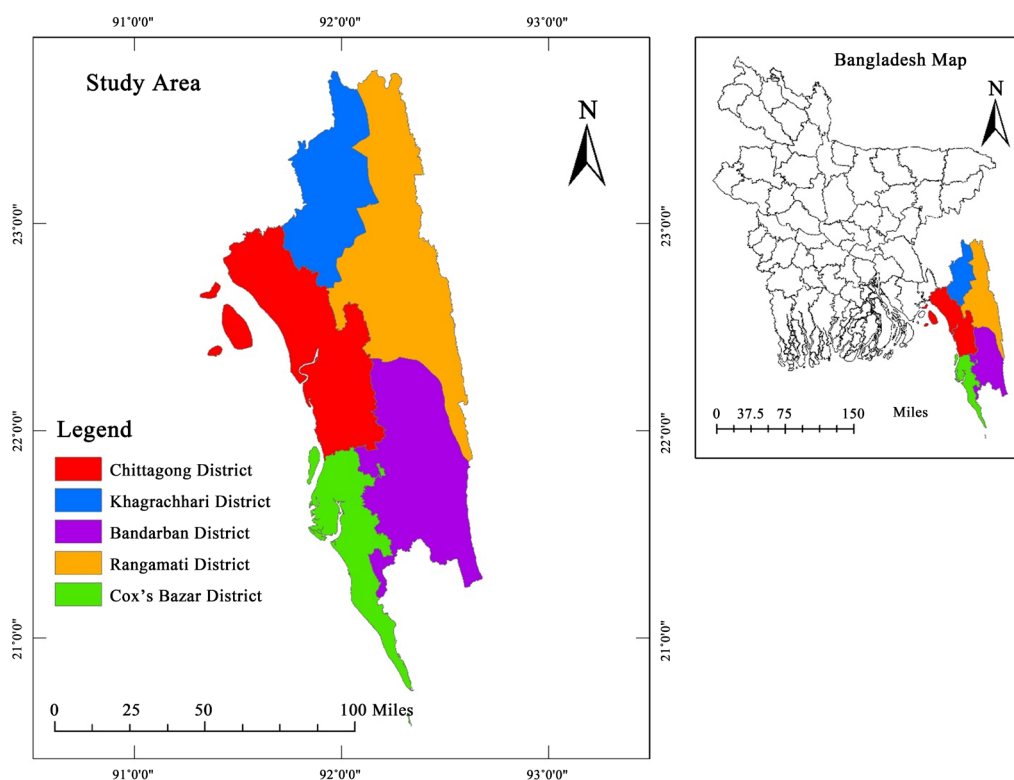 91°0'0"
92°0'0"
93°0'0"
Study Area
N
23°0'0"
23°0'0"
22°0'0"
22°0'0"
21°0'0"
21°0'0"
Legend
Chittagong District
Khagrachhari District
Bandarban District
Rangamati District
Cox's Bazar District
0 25 50 100 Miles
91°0'0"
92°0'0"
93°0'0"
Bangladesh Map
N
0 37.5 75 150 Miles